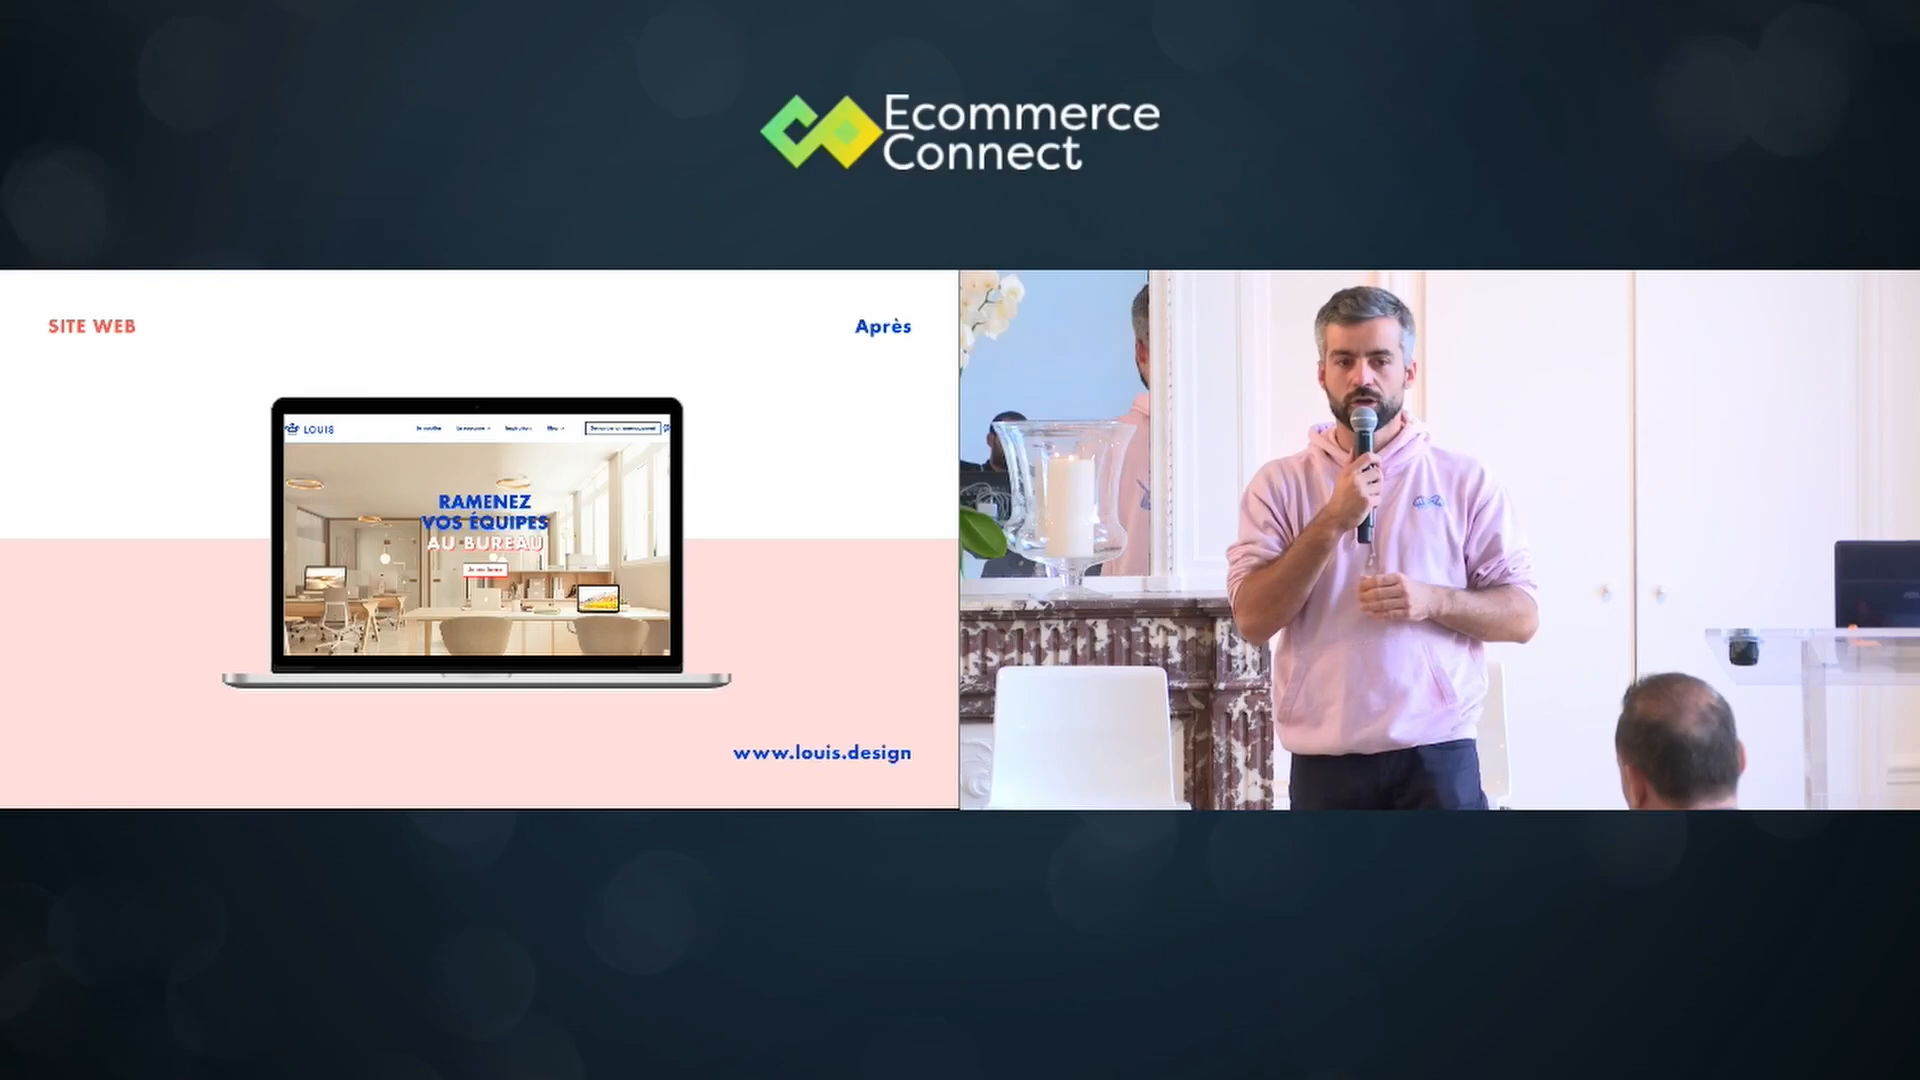 Ecommerce
Connect
SITE WEB
Après
LOUIS
RAMENEZ
VOS ÉQUIPES
AU BUREAU
www.louis.design